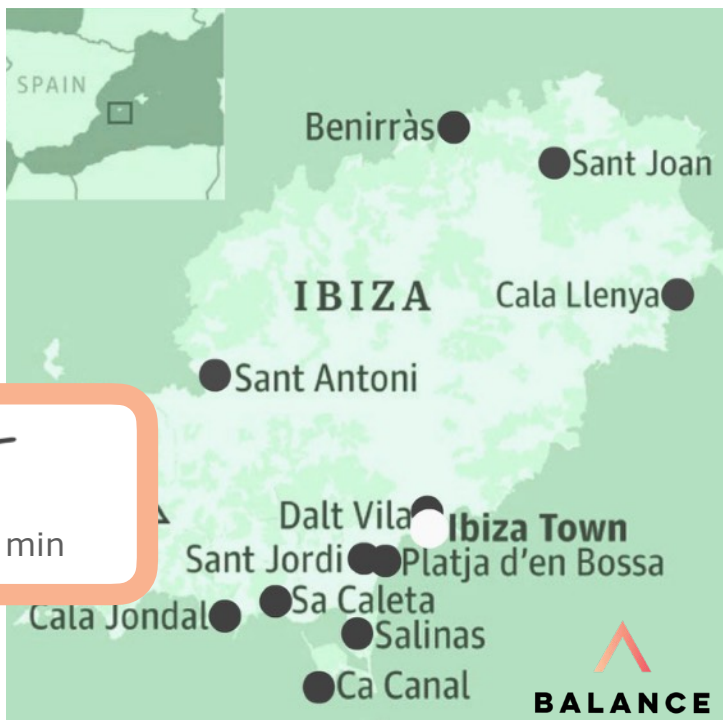 SPAIN
Benirràs
Sant Joan
IBIZA
Cala Llenya
Sant Antoni
Dalt Vila
Ibiza Town
min
Sant Jordi
Platja d'en Bossa
Sa Caleta
Cala Jondal
Salinas
Ca Canal
BALANCE